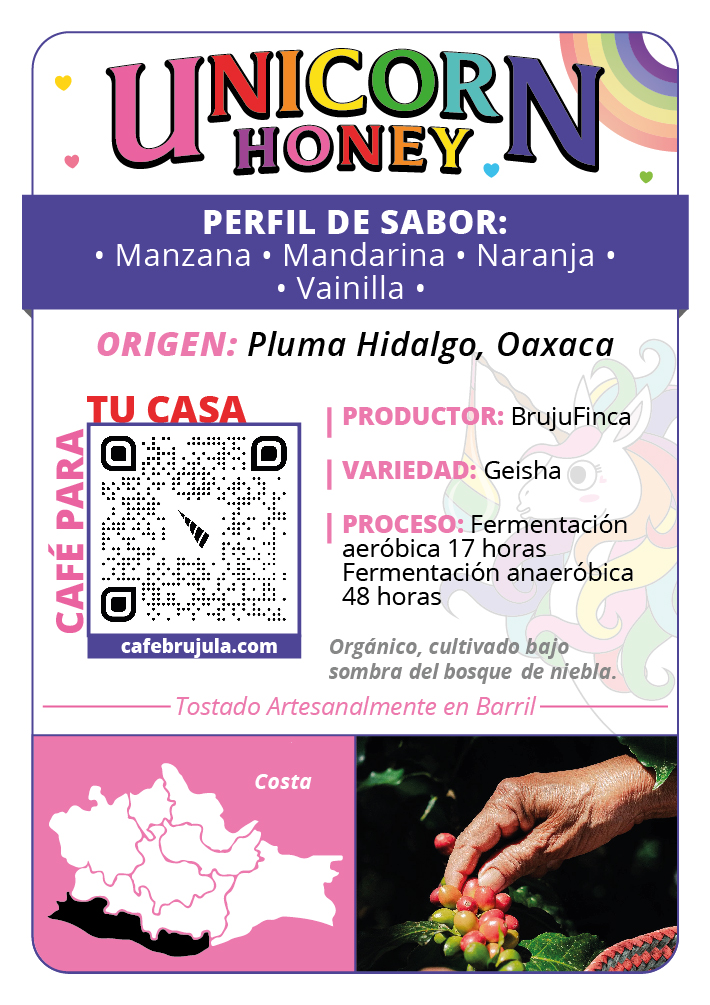 UNICORN
HONEY
PERFIL DE SABOR:
• Manzana • Mandarina • Naranja •
• Vainilla •
ORIGEN: Pluma Hidalgo, Oaxaca
TU CASA
CAFÉ PARA
cafebrujula.com
| PRODUCTOR: BrujuFinca
| VARIEDAD: Geisha
| PROCESO: Fermentación
aeróbica 17 horas
Fermentación anaeróbica
48 horas
Orgánico, cultivado bajo
sombra del bosque de niebla.
Tostado Artesanalmente en Barril
Costa